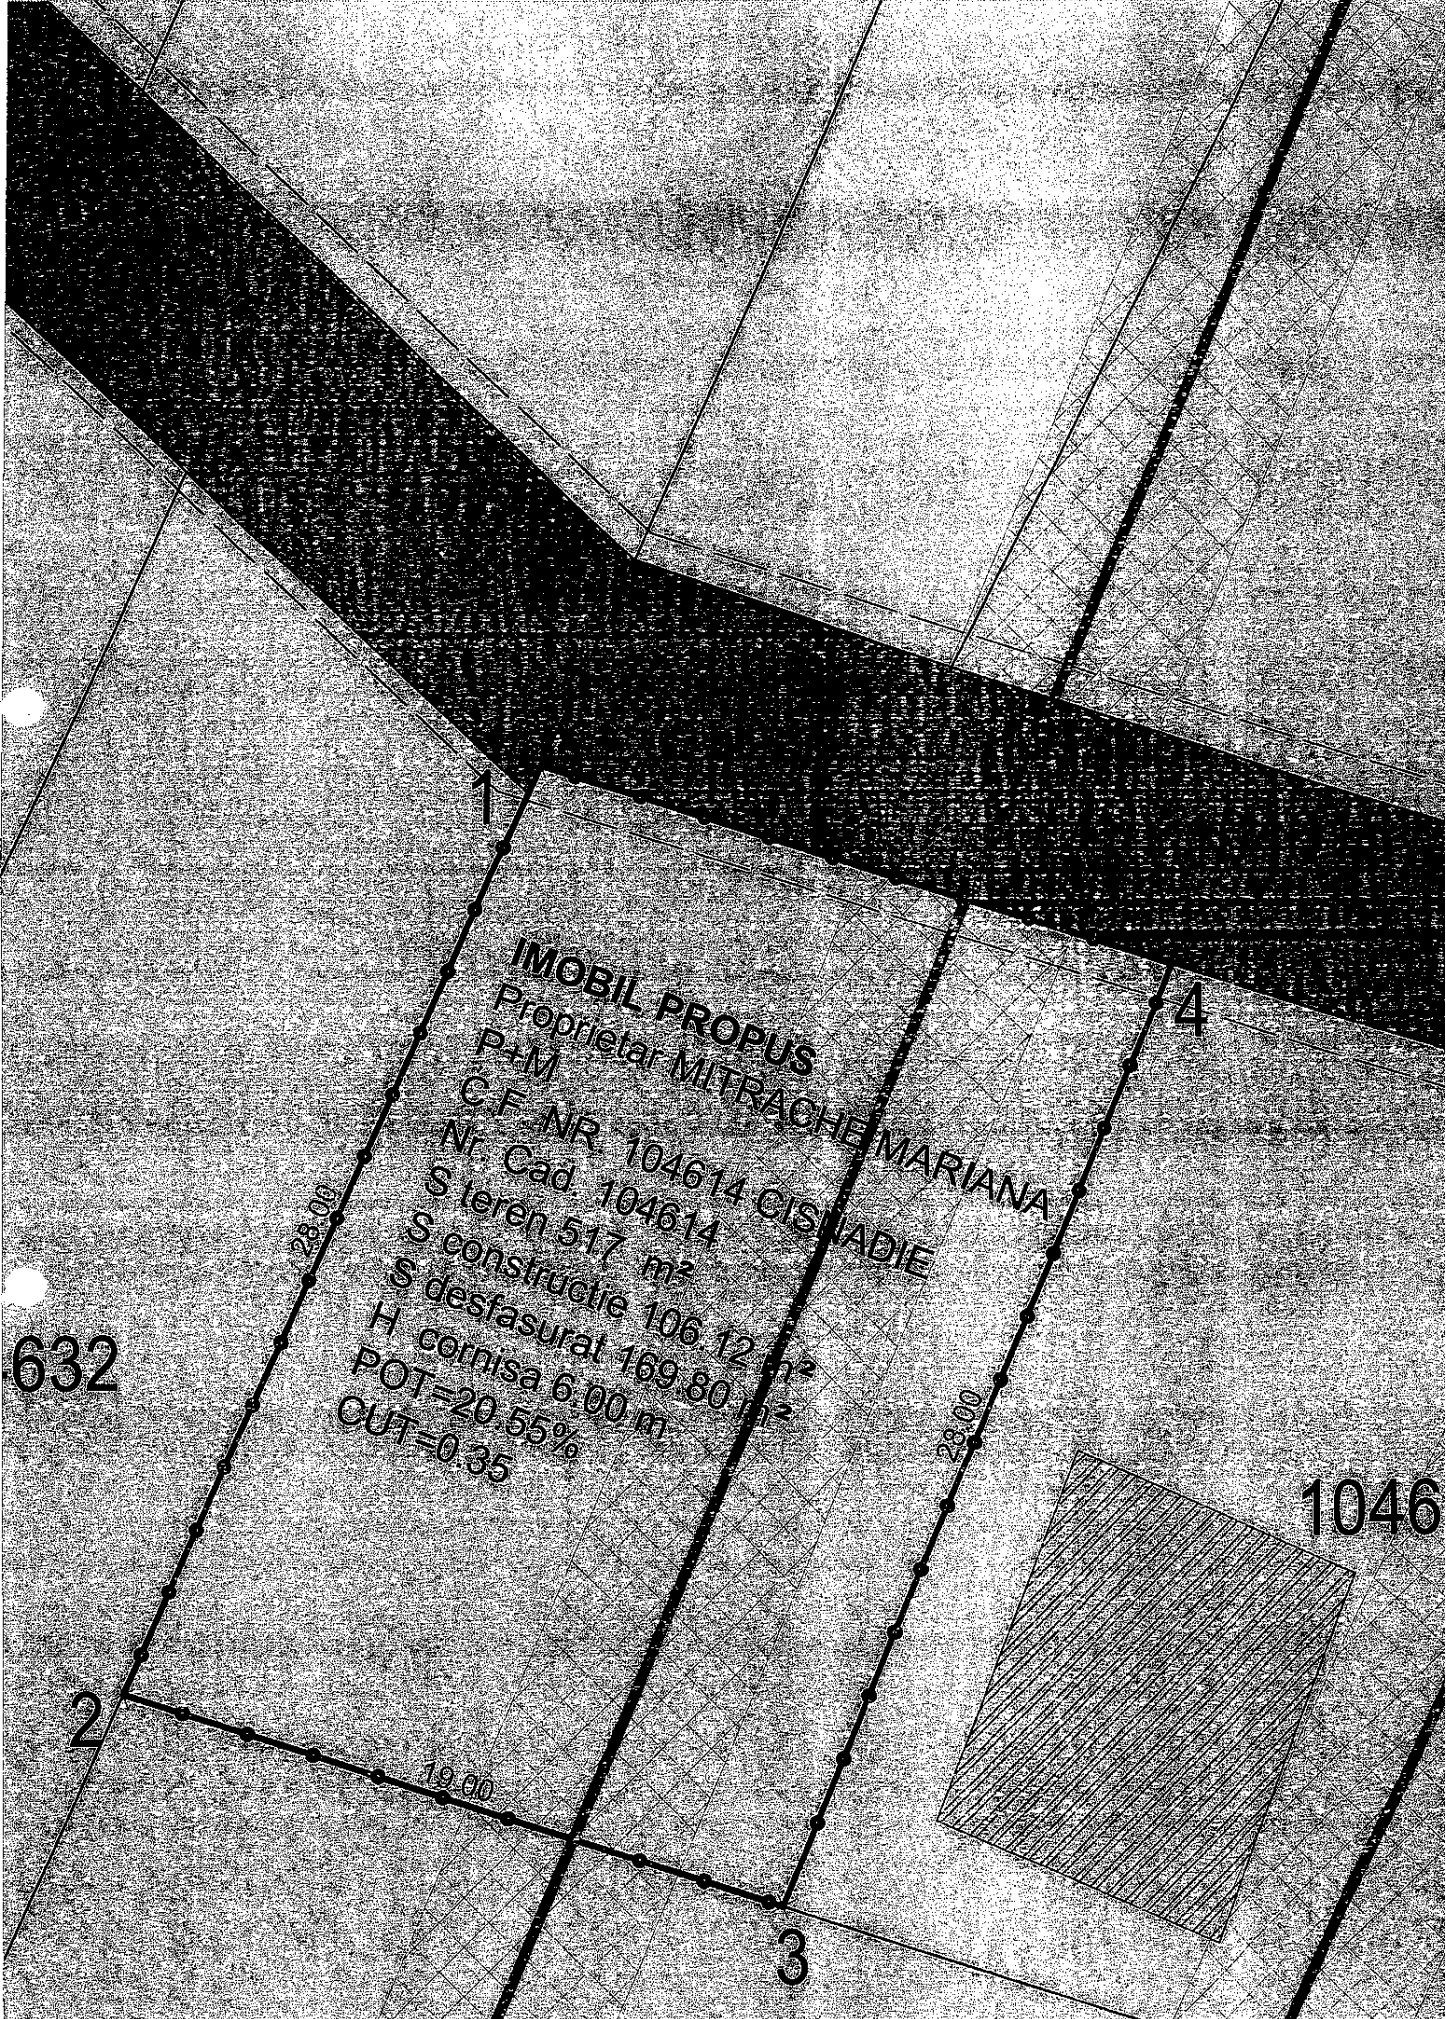 1
4
IMOBIL PROPUS
Proprietar MITRACHE MARIANA
P+M
C.F. NR. 104614 CISNADIE
Nr. Cad. 104614
S teren 517 m²
S constructie 106.12 m²
S desfasurat 169.80 m²
H cornisa 6.00 m
POT=20.55%
CUT=0.35
28.00
28.00
632
1046
2
19.00
3